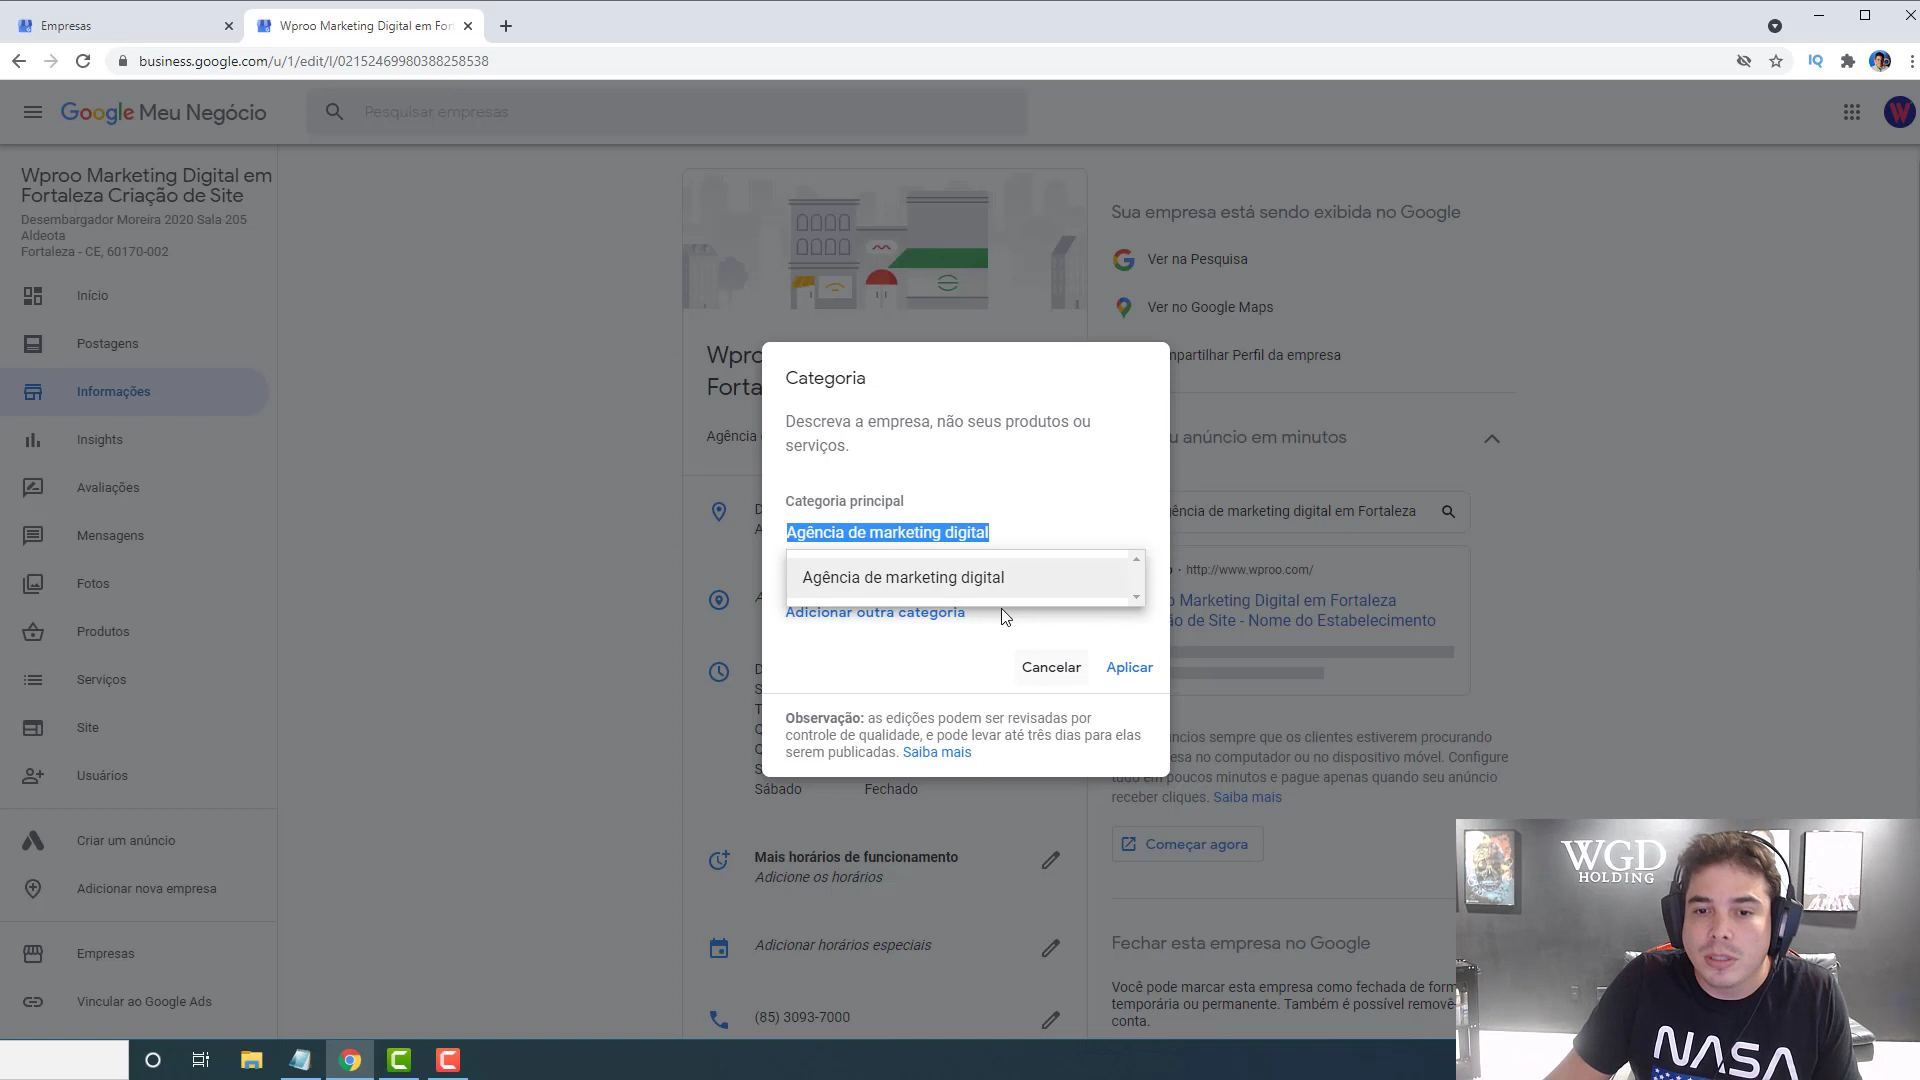 Empresas
Wproo Marketing Digital em For
business.google.com/u/1/edit/l/02152469980388258538
IQ
Google Meu Negócio
Pesquisar empresas
W
Wproo Marketing Digital em
Fortaleza Criação de Site
Desembargador Moreira 2020 Sala 205
Aldeota
Fortaleza - CE, 60170-002
Início
Postagens
Informações
Insights
Avaliações
Mensagens
Fotos
Produtos
Serviços
Site
Usuários
Criar um anúncio
Adicionar nova empresa
Empresas
Vincular ao Google Ads
Wpro
Forta
Agência
Sábado
Fechado
Mais horários de funcionamento
Adicione os horários
Adicionar horários especiais
(85) 3093-7000
Categoria
Descreva a empresa, não seus produtos ou
serviços.
Categoria principal
Agência de marketing digital
Agência de marketing digital
Adicionar outra categoria
Cancelar
Aplicar
Observação: as edições podem ser revisadas por
controle de qualidade, e pode levar até três dias para elas
serem publicadas. Saiba mais
Sua empresa está sendo exibida no Google
Ver na Pesquisa
Ver no Google Maps
mpartilhar Perfil da empresa
u anúncio em minutos
ência de marketing digital em Fortaleza
o · http://www.wproo.com/
o Marketing Digital em Fortaleza
ão de Site - Nome do Estabelecimento
ncios sempre que os clientes estiverem procurando
esa no computador ou no dispositivo móvel. Configure
tudo em poucos minutos e pague apenas quando seu anúncio
receber cliques. Saiba mais
Começar agora
Fechar esta empresa no Google
Você pode marcar esta empresa como fechada de form
temporária ou permanente. Também é possível removê-
conta.
WGD
HOLDING
NASA